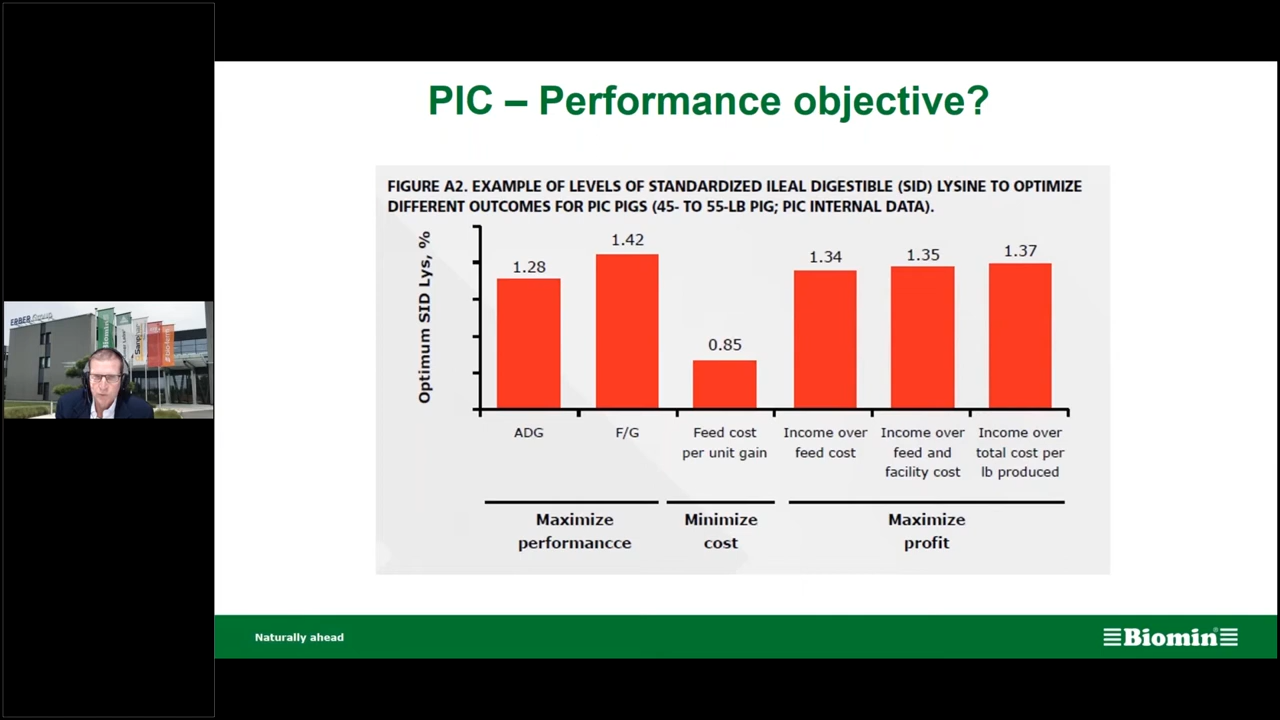 PIC – Performance objective?
FIGURE A2. EXAMPLE OF LEVELS OF STANDARDIZED ILEAL DIGESTIBLE (SID) LYSINE TO OPTIMIZE
DIFFERENT OUTCOMES FOR PIC PIGS (45- TO 55-LB PIG; PIC INTERNAL DATA).
Optimum SID Lys, %
1.28
1.42
0.85
1.34
1.35
1.37
ADG
F/G
Feed cost
per unit gain
Income over
feed cost
Income over
feed and
facility cost
Income over
total cost per
lb produced
Maximize
performancce
Minimize
cost
Maximize
profit
ERBER
Biomin
Naturally ahead
Biomin®